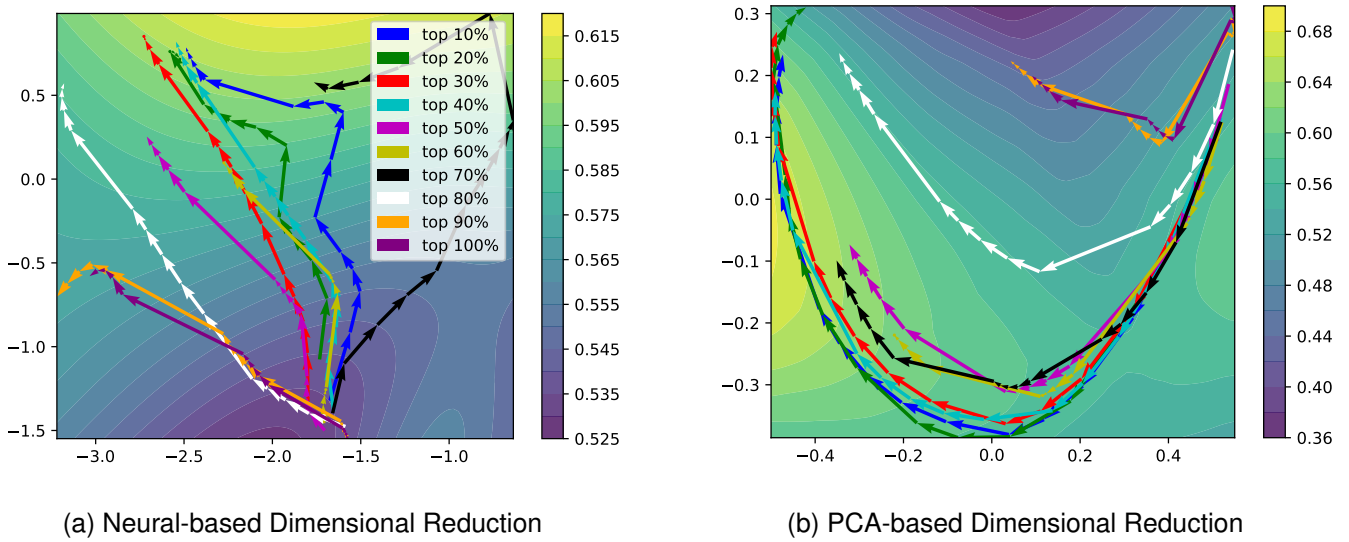 0.5
0.0
−0.5
−1.0
−1.5
−3.0 −2.5 −2.0 −1.5 −1.0
top 10%
top 20%
top 30%
top 40%
top 50%
top 60%
top 70%
top 80%
top 90%
top 100%
0.615
0.605
0.595
0.585
0.575
0.565
0.555
0.545
0.535
0.525
(a) Neural-based Dimensional Reduction
0.3
0.2
0.1
0.0
−0.1
−0.2
−0.3
−0.4 −0.2 0.0 0.2 0.4
0.68
0.64
0.60
0.56
0.52
0.48
0.44
0.40
0.36
(b) PCA-based Dimensional Reduction